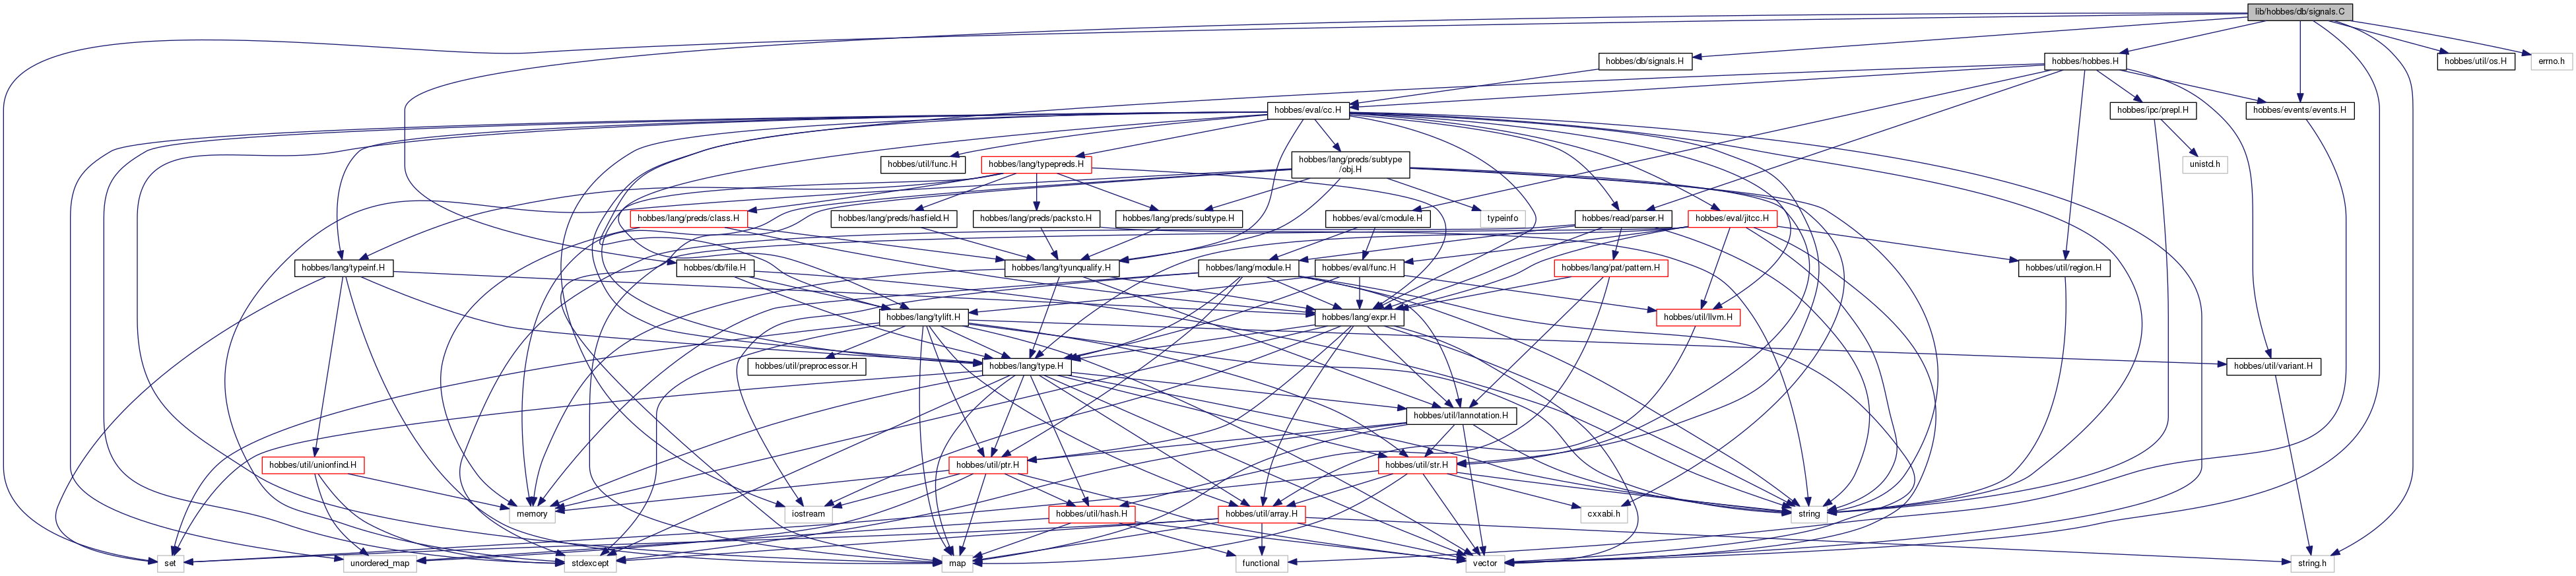 lib/hobbes/db/signals.C
hobbes/db/signals.H
hobbes/hobbes.H
hobbes/util/os.H
errno.h
hobbes/eval/cc.H
hobbes/ipc/prepl.H
hobbes/events/events.H
hobbes/util/func.H
hobbes/lang/typepreds.H
hobbes/lang/preds/subtype
/obj.H
unistd.h
hobbes/lang/preds/class.H
hobbes/lang/preds/hasfield.H
hobbes/lang/preds/packsto.H
hobbes/lang/preds/subtype.H
typeinfo
hobbes/eval/cmodule.H
hobbes/read/parser.H
hobbes/eval/jitcc.H
hobbes/lang/typeinf.H
hobbes/db/file.H
hobbes/lang/tyunqualify.H
hobbes/lang/module.H
hobbes/eval/func.H
hobbes/lang/pat/pattern.H
hobbes/util/region.H
hobbes/lang/tylift.H
hobbes/lang/expr.H
hobbes/util/llvm.H
hobbes/util/preprocessor.H
hobbes/lang/type.H
hobbes/util/variant.H
hobbes/util/lannotation.H
hobbes/util/unionfind.H
hobbes/util/ptr.H
hobbes/util/str.H
memory
iostream
hobbes/util/hash.H
hobbes/util/array.H
cxxabi.h
string
set
unordered_map
stdexcept
map
functional
vector
string.h